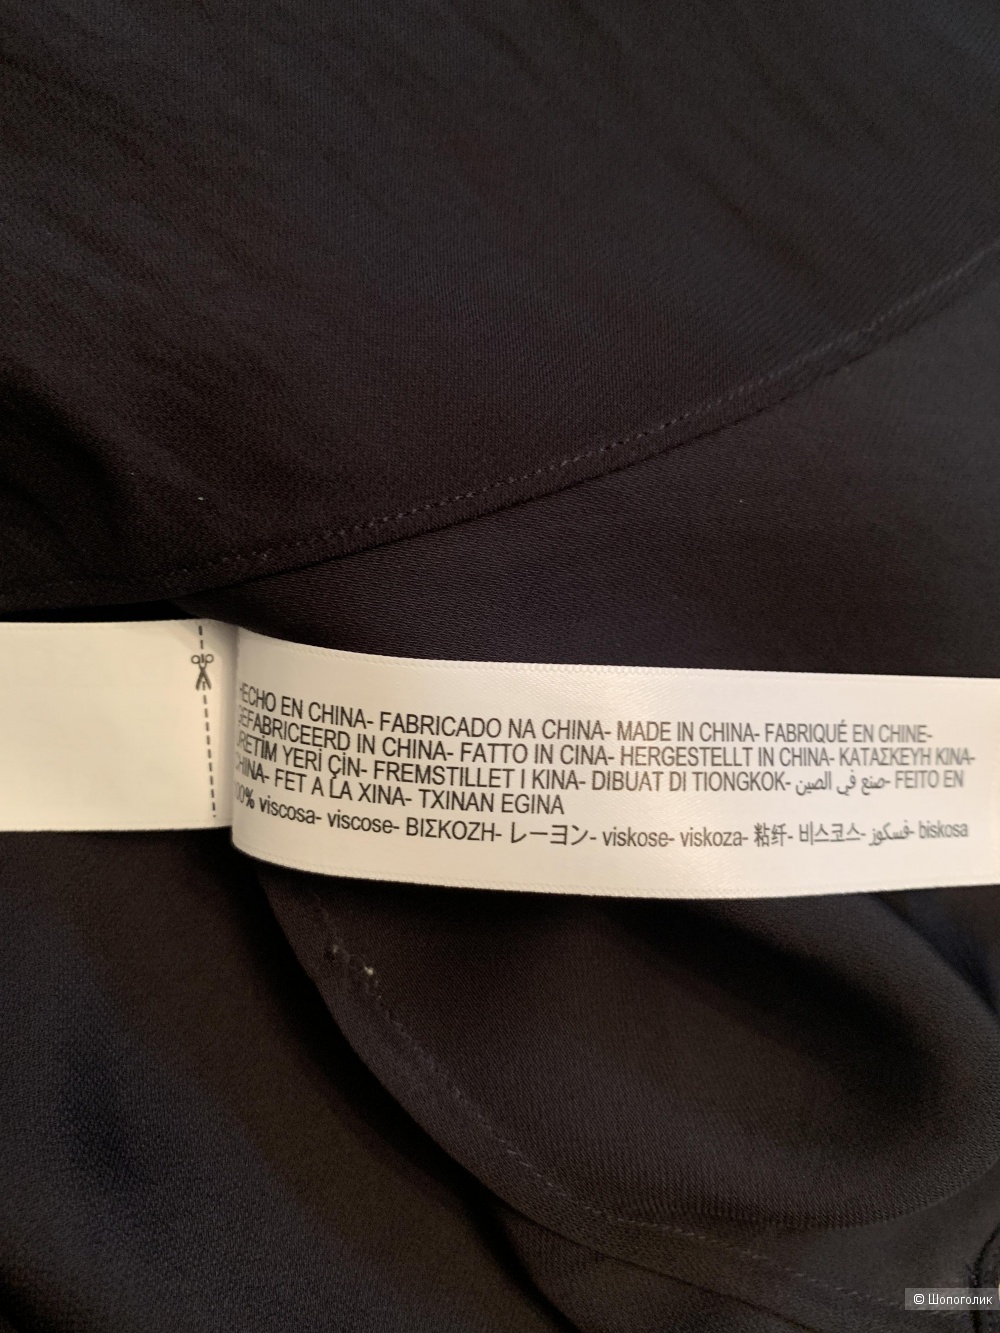 HECHO EN CHINA- FABRICADO NA CHINA- MADE IN CHINA- FABRIQUÉ EN CHINE-
GEFABRICEERD IN CHINA- FATTO IN CINA- HERGESTELLT IN CHINA- ΚΑΤΑΣΚΕΥΗ ΚΙΝΑ-
ÜRETİM YERİ ÇİN- FREMSTILLET I KINA- DIBUAT DI TIONGKOK- صنع في الصين- FEITO EN
CHINA- FET A LA XINA- TXINAN EGINA
00% viscosa- viscose- ΒΙΣΚΟΖΗ- レーヨン- viskose- viskoza- 粘纤- 비스코스- فسكوز- biskosa
© Шопоголик